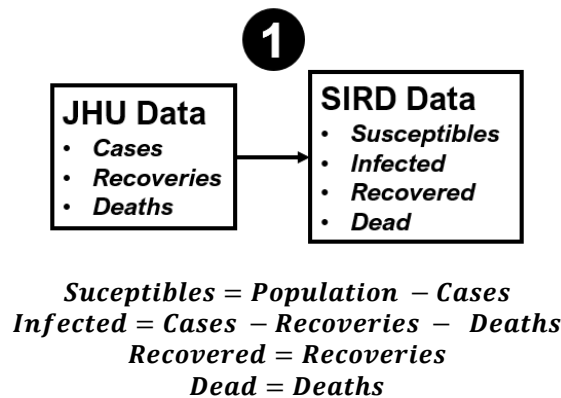 1
JHU Data
• Cases
• Recoveries
• Deaths
SIRD Data
• Susceptibles
• Infected
• Recovered
• Dead
Suceptibles = Population − Cases
Infected = Cases − Recoveries − Deaths
Recovered = Recoveries
Dead = Deaths